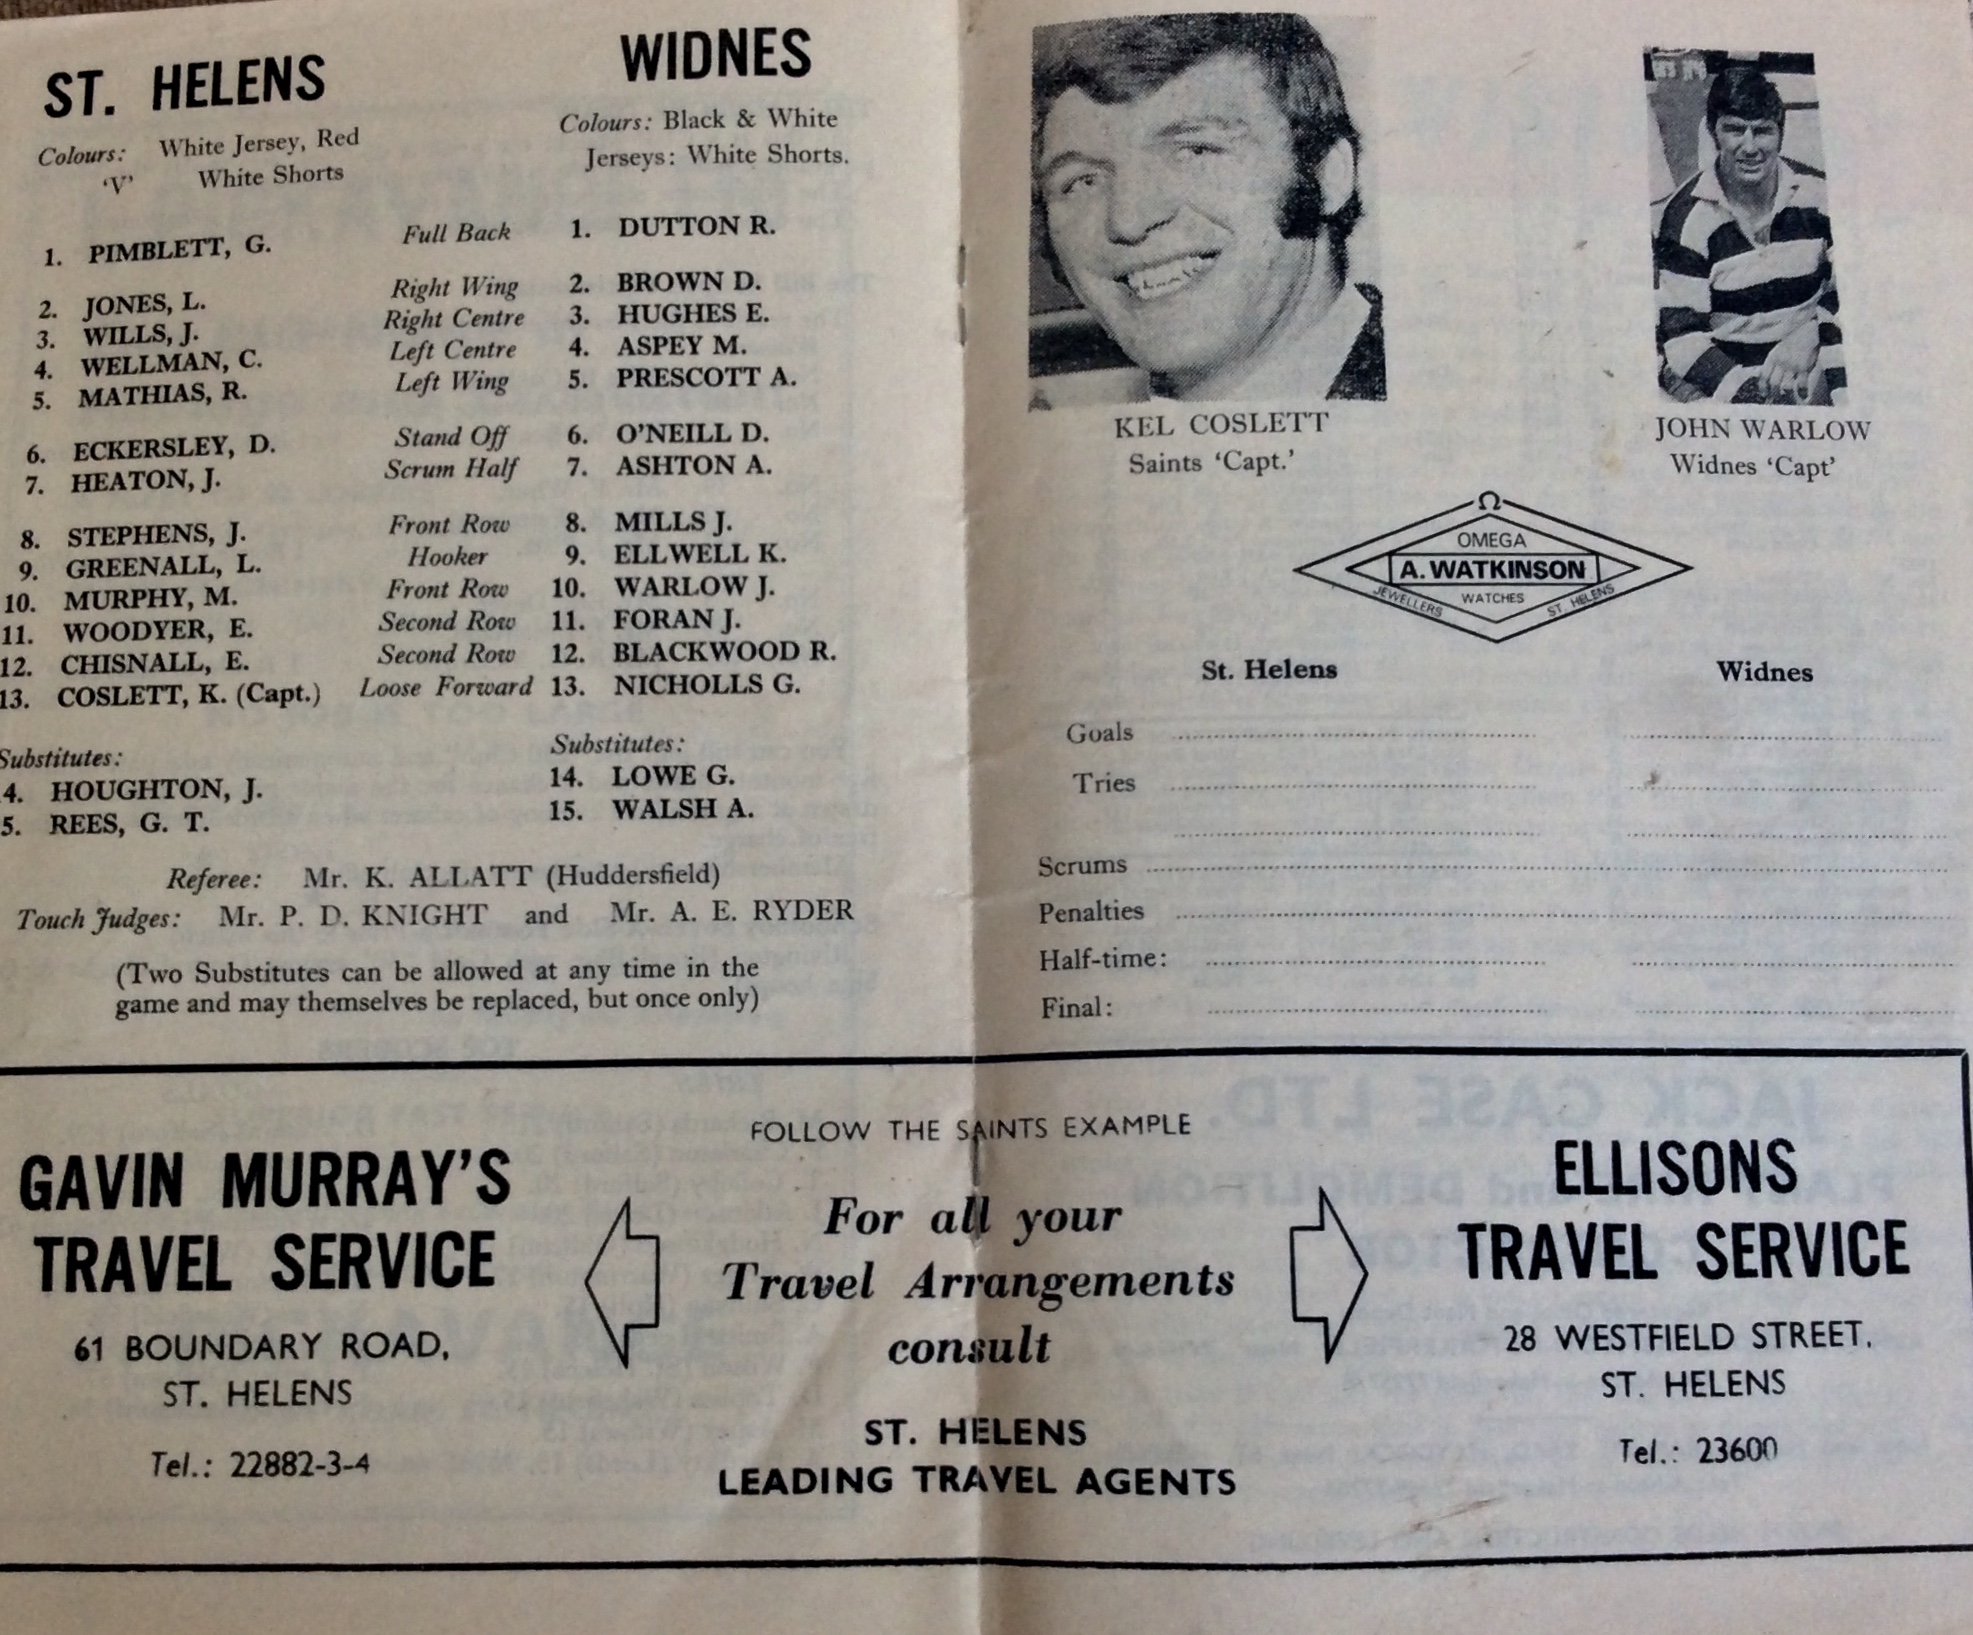 ST. HELENS
Colours: White Jersey, Red
'V' White Shorts
WIDNES
Colours: Black & White
Jerseys: White Shorts.
1. PIMBLETT, G. Full Back 1. DUTTON R.
2. JONES, L. Right Wing 2. BROWN D.
3. WILLS, J. Right Centre 3. HUGHES E.
4. WELLMAN, C. Left Centre 4. ASPEY M.
5. MATHIAS, R. Left Wing 5. PRESCOTT A.
6. ECKERSLEY, D. Stand Off 6. O'NEILL D.
7. HEATON, J. Scrum Half 7. ASHTON A.
8. STEPHENS, J. Front Row 8. MILLS J.
9. GREENALL, L. Hooker 9. ELLWELL K.
10. MURPHY, M. Front Row 10. WARLOW J.
11. WOODYER, E. Second Row 11. FORAN J.
12. CHISNALL, E. Second Row 12. BLACKWOOD R.
13. COSLETT, K. (Capt.) Loose Forward 13. NICHOLLS G.
Substitutes: Substitutes:
4. HOUGHTON, J. 14. LOWE G.
5. REES, G. T. 15. WALSH A.
Referee: Mr. K. ALLATT (Huddersfield)
Touch Judges: Mr. P. D. KNIGHT and Mr. A. E. RYDER
(Two Substitutes can be allowed at any time in the
game and may themselves be replaced, but once only)
KEL COSLETT
Saints 'Capt.'
JOHN WARLOW
Widnes 'Capt'
Ω
OMEGA
A. WATKINSON
JEWELLERS WATCHES ST. HELENS
St. Helens Widnes
Goals
Tries
Scrums
Penalties
Half-time:
Final:
GAVIN MURRAY'S
TRAVEL SERVICE
61 BOUNDARY ROAD,
ST. HELENS
Tel.: 22882-3-4
FOLLOW THE SAINTS EXAMPLE
For all your
Travel Arrangements
consult
ST. HELENS
LEADING TRAVEL AGENTS
ELLISONS
TRAVEL SERVICE
28 WESTFIELD STREET.
ST. HELENS
Tel.: 23600